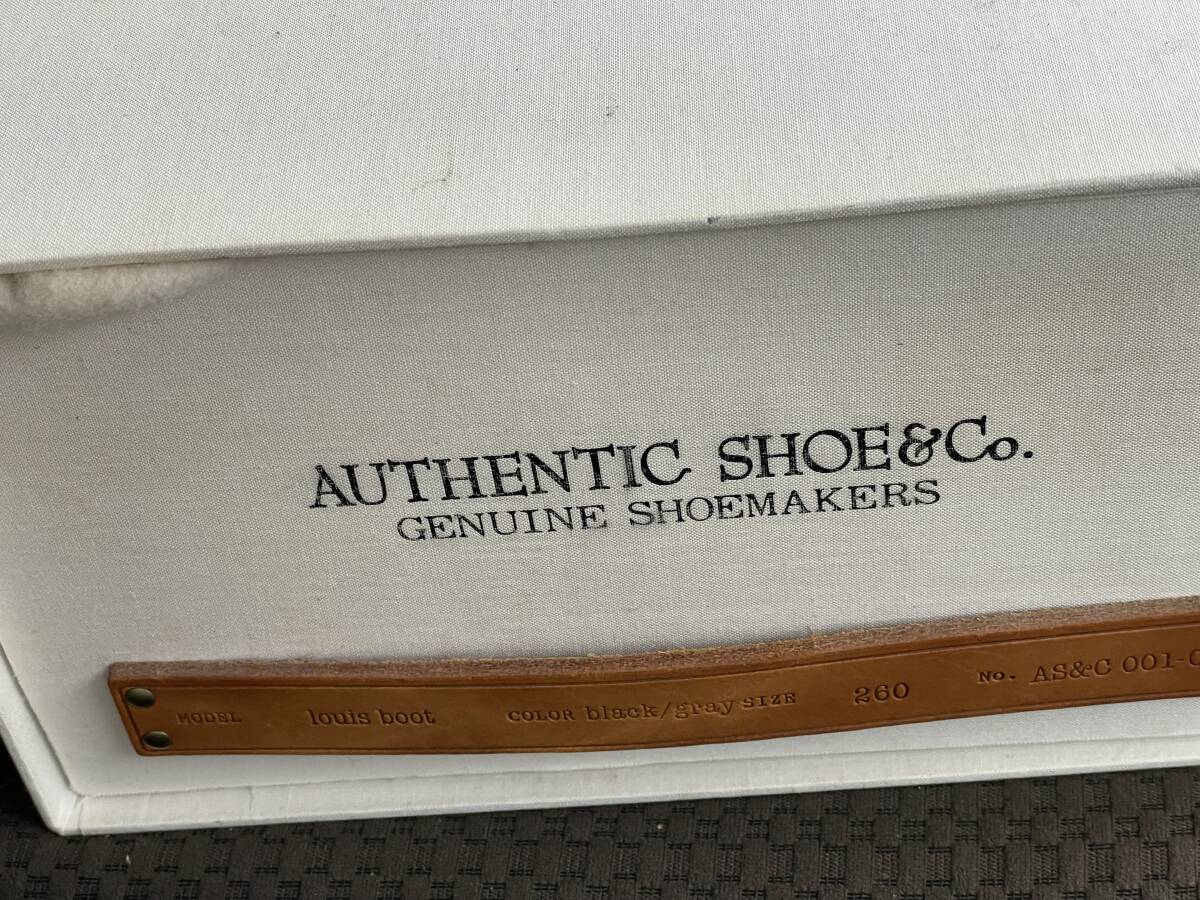 AUTHENTIC SHOE&Co.
GENUINE SHOEMAKERS
MODEL louis boot COLOR black/gray SIZE 260 No. AS&C 001-